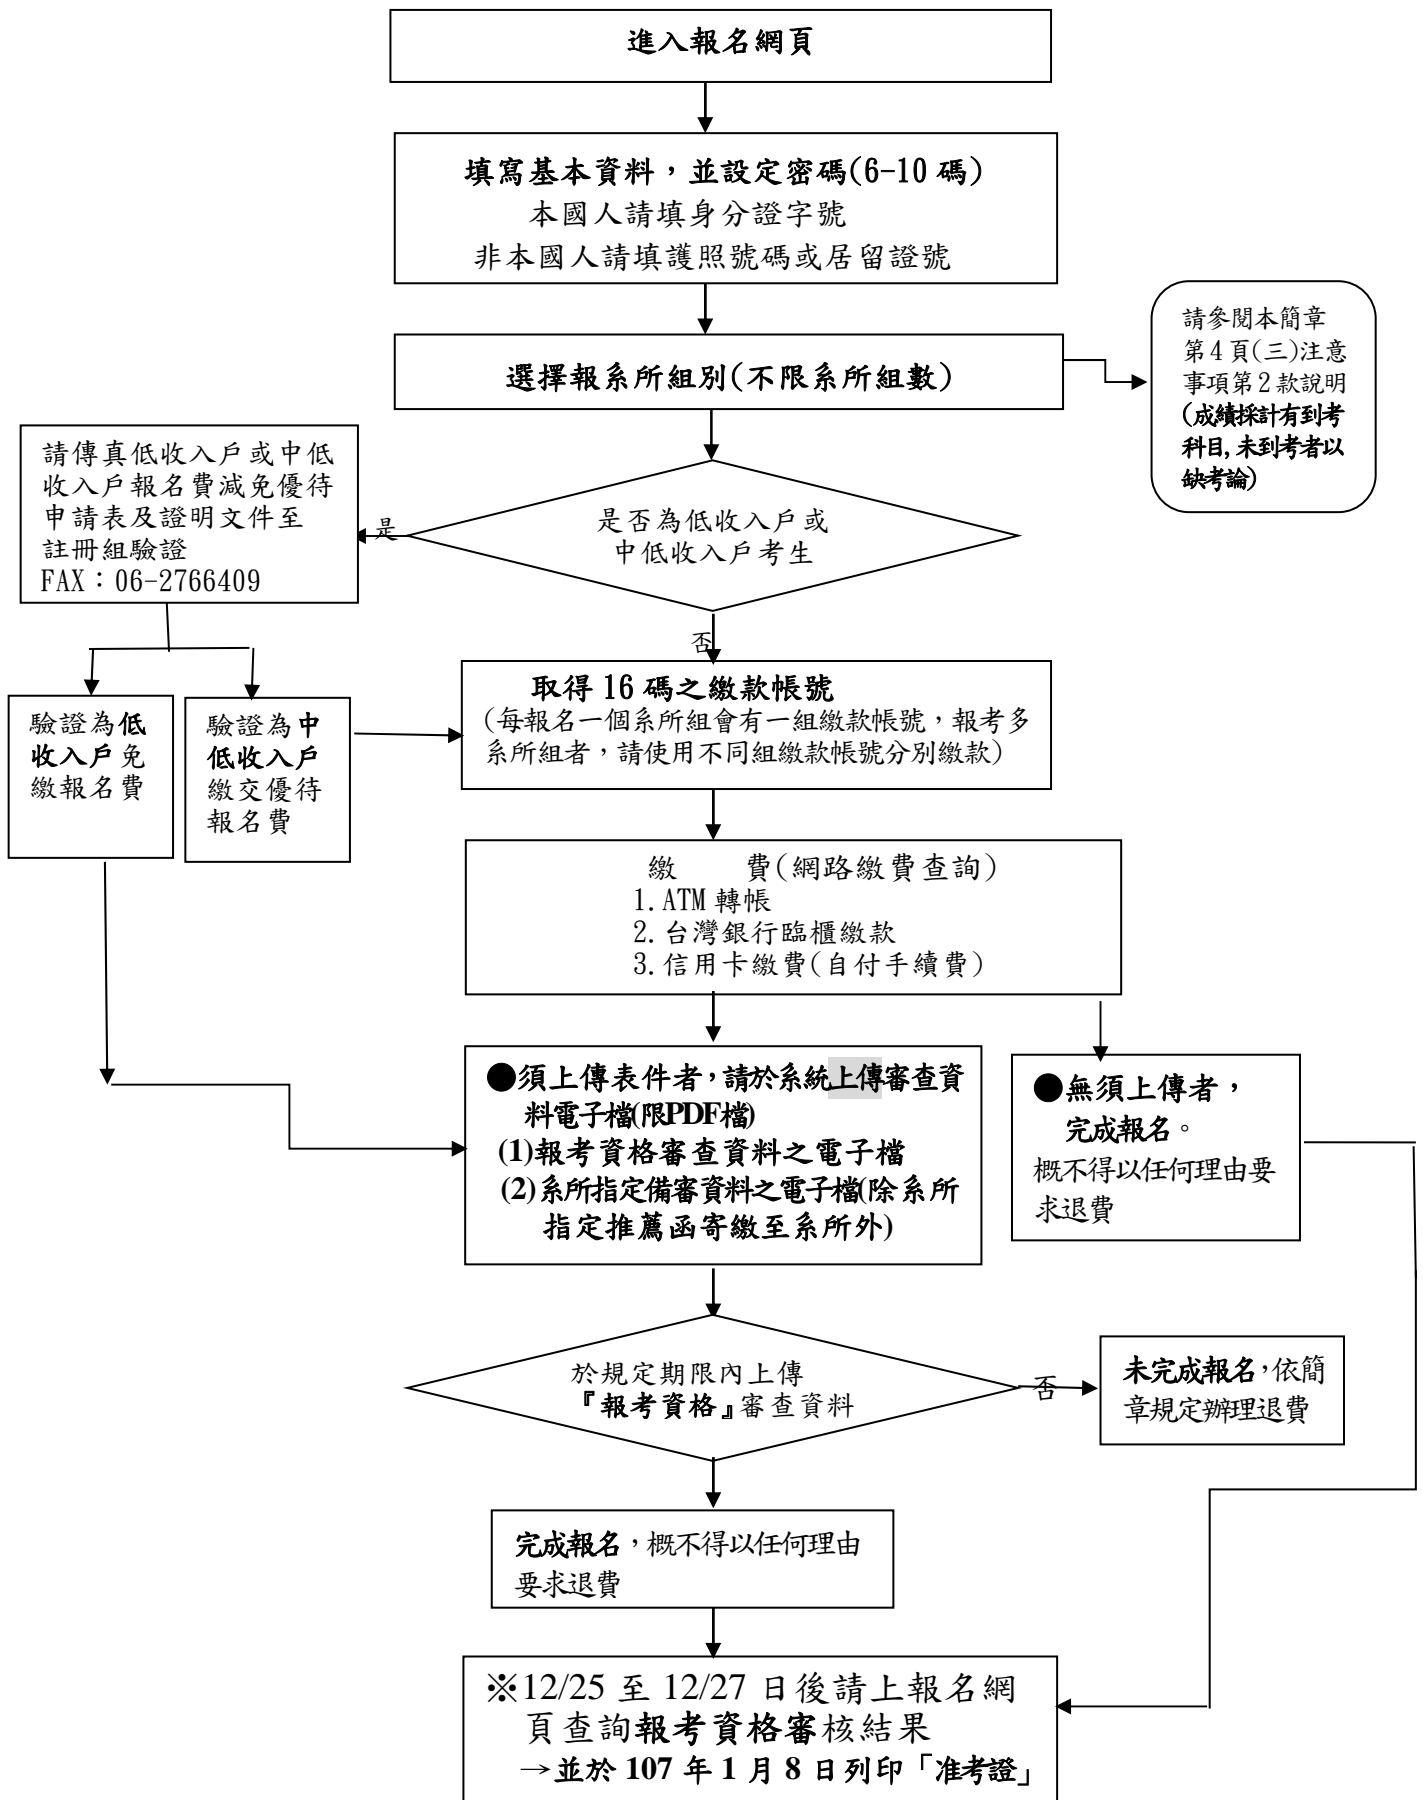 進入報名網頁
填寫基本資料，並設定密碼(6-10 碼)
本國人請填身分證字號
非本國人請填護照號碼或居留證號
選擇報系所組別(不限系所組數)
請參閱本簡章
第 4 頁(三)注意
事項第 2 款說明
(成績採計有到考
科目,未到考者以
缺考論)
是否為低收入戶或
中低收入戶考生
是
請傳真低收入戶或中低
收入戶報名費減免優待
申請表及證明文件至
註冊組驗證
FAX：06-2766409
否
驗證為低
收入戶免
繳報名費
驗證為中
低收入戶
繳交優待
報名費
取得 16 碼之繳款帳號
(每報名一個系所組會有一組繳款帳號，報考多
系所組者，請使用不同組繳款帳號分別繳款)
繳　　費(網路繳費查詢)
1. ATM 轉帳
2. 台灣銀行臨櫃繳款
3. 信用卡繳費(自付手續費)
●須上傳表件者，請於系統上傳審查資
料電子檔(限PDF檔)
(1)報考資格審查資料之電子檔
(2)系所指定備審資料之電子檔(除系所
指定推薦函寄繳至系所外)
●無須上傳者，
完成報名。
概不得以任何理由要
求退費
於規定期限內上傳
『報考資格』審查資料
否
未完成報名，依簡
章規定辦理退費
完成報名，概不得以任何理由
要求退費
※12/25 至 12/27 日後請上報名網
頁查詢報考資格審核結果
→並於 107 年 1 月 8 日列印「准考證」